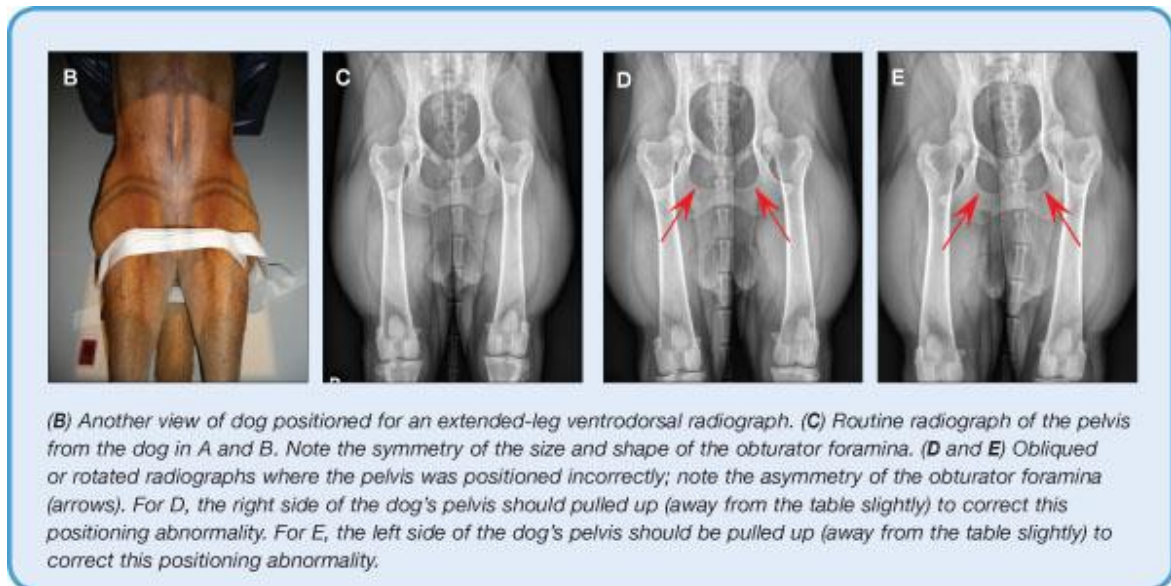 B
C
D
E
(B) Another view of dog positioned for an extended-leg ventrodorsal radiograph. (C) Routine radiograph of the pelvis
from the dog in A and B. Note the symmetry of the size and shape of the obturator foramina. (D and E) Obliqued
or rotated radiographs where the pelvis was positioned incorrectly; note the asymmetry of the obturator foramina
(arrows). For D, the right side of the dog's pelvis should pulled up (away from the table slightly) to correct this
positioning abnormality. For E, the left side of the dog's pelvis should be pulled up (away from the table slightly) to
correct this positioning abnormality.